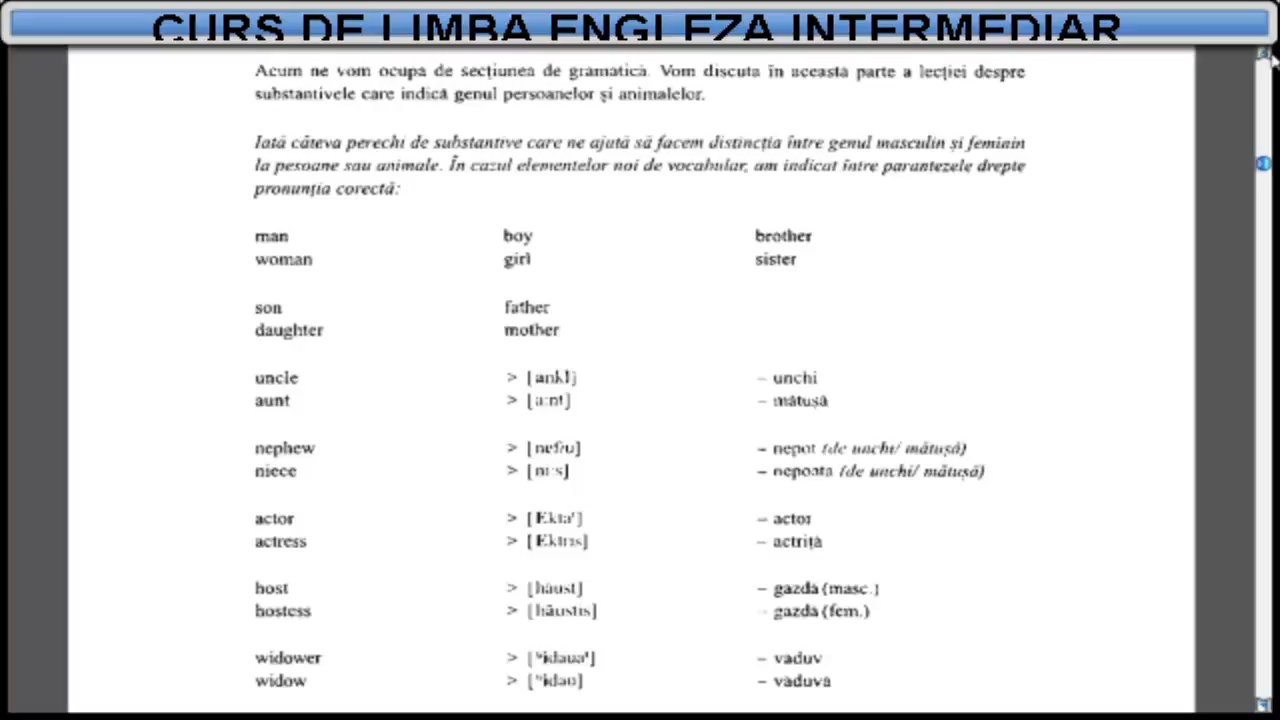 CURS DE LIMBA ENGLEZA INTERMEDIAR
Acum ne vom ocupa de secțiunea de gramatică. Vom discuta în această parte a lecției despre
substantivele care indică genul persoanelor și animalelor.
Iată câteva perechi de substantive care ne ajută să facem distincția între genul masculin și feminin
la pesoane sau animale. În cazul elementelor noi de vocabular, am indicat între parantezele drepte
pronunția corectă:
man boy brother
woman girl sister
son father
daughter mother
uncle > – unchi
aunt > [a:nt] – mătușă
nephew > – nepot (de unchi/ mătușă)
niece > [ni:s] – nepoată (de unchi/ mătușă)
actor > – actor
actress > – actriță
host > [hăust] – gazdă (masc.)
hostess > [hăustis] – gazdă (fem.)
widower > – văduv
widow > – văduvă